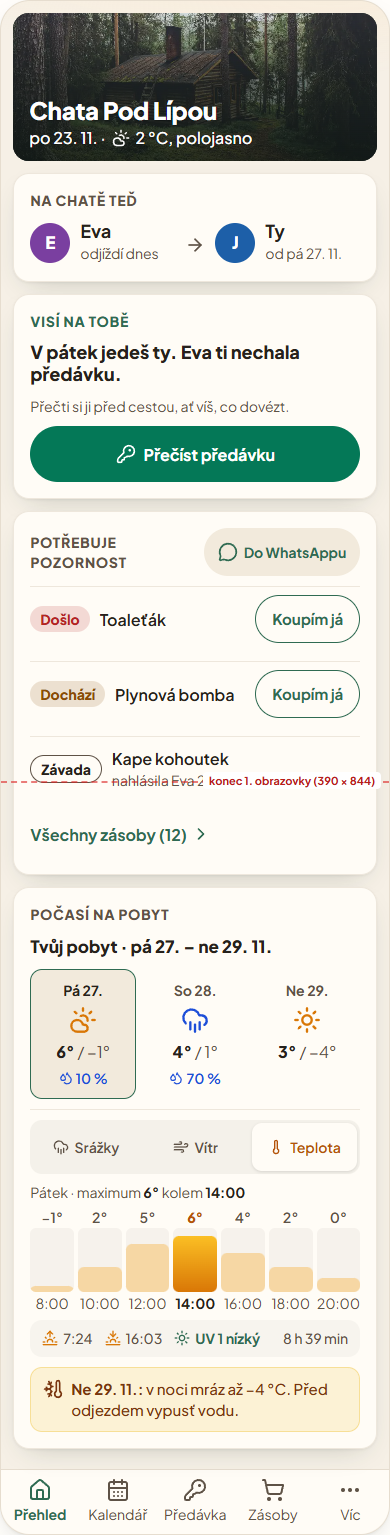 Chata Pod Lípou
po 23. 11. · 2 °C, polojasno
NA CHATĚ TEĎ
E
Eva
odjíždí dnes
J
Ty
od pá 27. 11.
VISÍ NA TOBĚ
V pátek jedeš ty. Eva ti nechala
předávku.
Přečti si ji před cestou, ať víš, co dovézt.
Přečíst předávku
POTŘEBUJE
POZORNOST
Do WhatsAppu
Došlo Toaleťák Koupím já
Dochází Plynová bomba Koupím já
Závada
Kape kohoutek
nahlásila Eva 2
konec 1. obrazovky (390 × 844)
Všechny zásoby (12)
POČASÍ NA POBYT
Tvůj pobyt · pá 27. – ne 29. 11.
Pá 27. So 28. Ne 29.
6° / −1° 4° / 1° 3° / −4°
10 % 70 %
Srážky Vítr Teplota
Pátek · maximum 6° kolem 14:00
−1° 2° 5° 6° 4° 2° 0°
8:00 10:00 12:00 14:00 16:00 18:00 20:00
7:24 16:03 UV 1 nízký 8 h 39 min
Ne 29. 11.: v noci mráz až −4 °C. Před
odjezdem vypusť vodu.
Přehled Kalendář Předávka Zásoby Víc